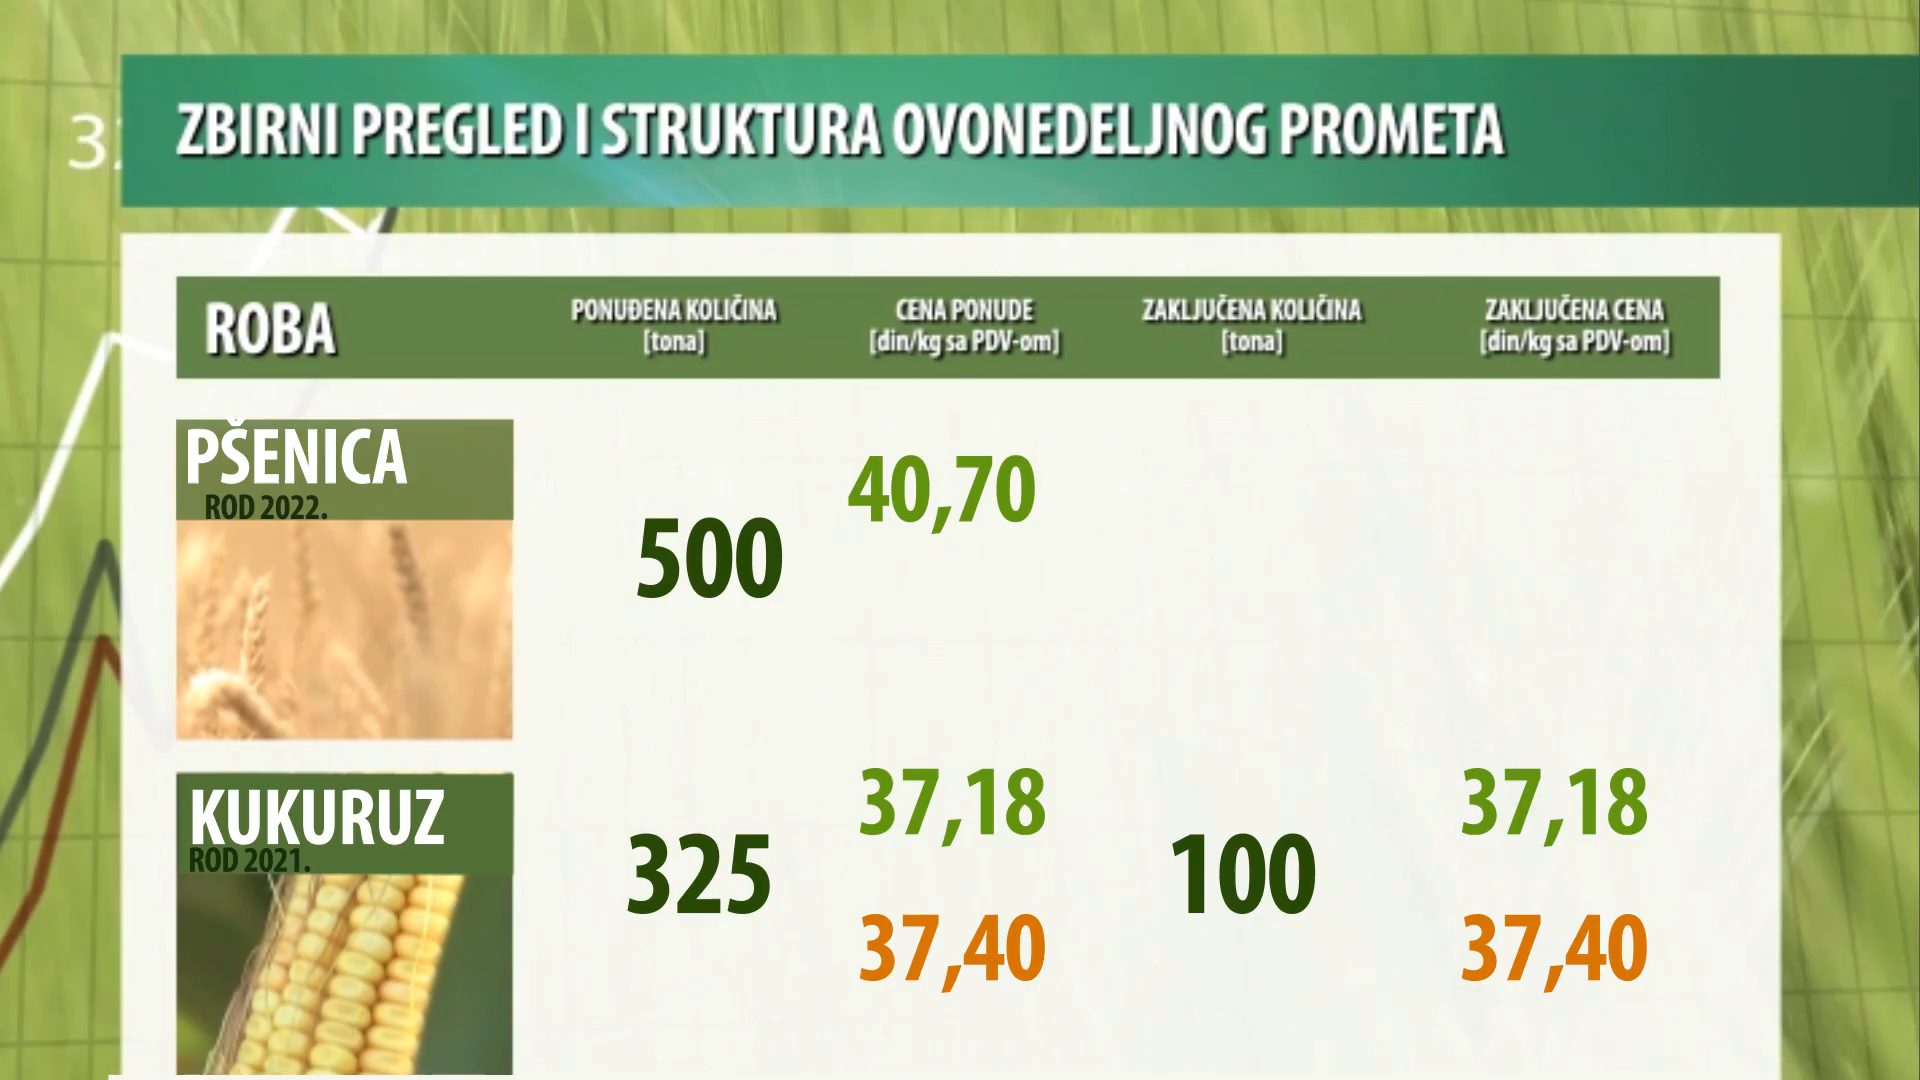 ZBIRNI PREGLED I STRUKTURA OVONEDELJNOG PROMETA
ROBA
PONUĐENA KOLIČINA
[tona]
CENA PONUDE
[din/kg sa PDV-om]
ZAKLJUČENA KOLIČINA
[tona]
ZAKLJUČENA CENA
[din/kg sa PDV-om]
PŠENICA
ROD 2022.
500
40,70
KUKURUZ
ROD 2021.
325
37,18
37,40
100
37,18
37,40